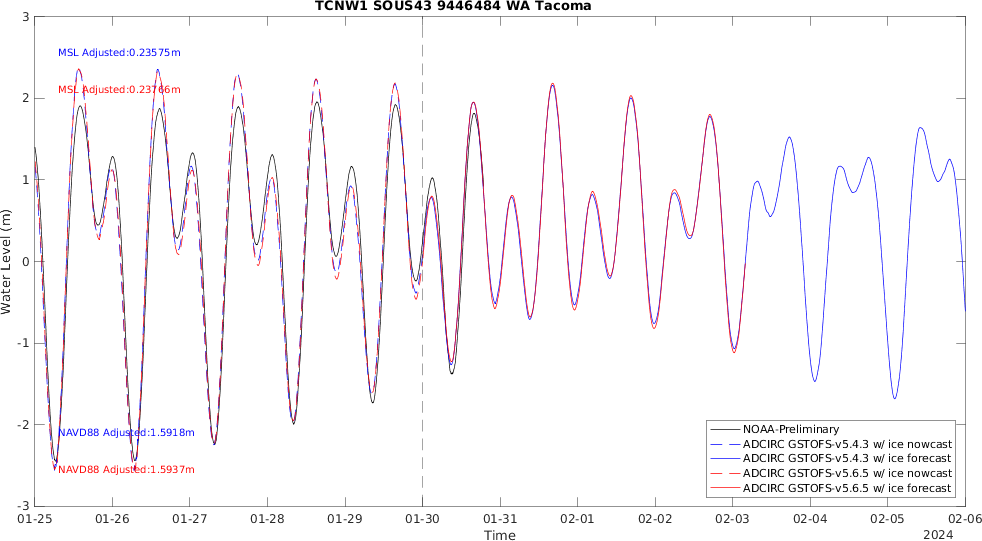 TCNW1 SOUS43 9446484 WA Tacoma
3
2
1
0
-1
-2
-3
Water Level (m)
MSL Adjusted:0.23575m
MSL Adjusted:0.23766m
NAVD88 Adjusted:1.5918m
NAVD88 Adjusted:1.5937m
NOAA-Preliminary
ADCIRC GSTOFS-v5.4.3 w/ ice nowcast
ADCIRC GSTOFS-v5.4.3 w/ ice forecast
ADCIRC GSTOFS-v5.6.5 w/ ice nowcast
ADCIRC GSTOFS-v5.6.5 w/ ice forecast
01-25 01-26 01-27 01-28 01-29 01-30 01-31 02-01 02-02 02-03 02-04 02-05 02-06
Time
2024